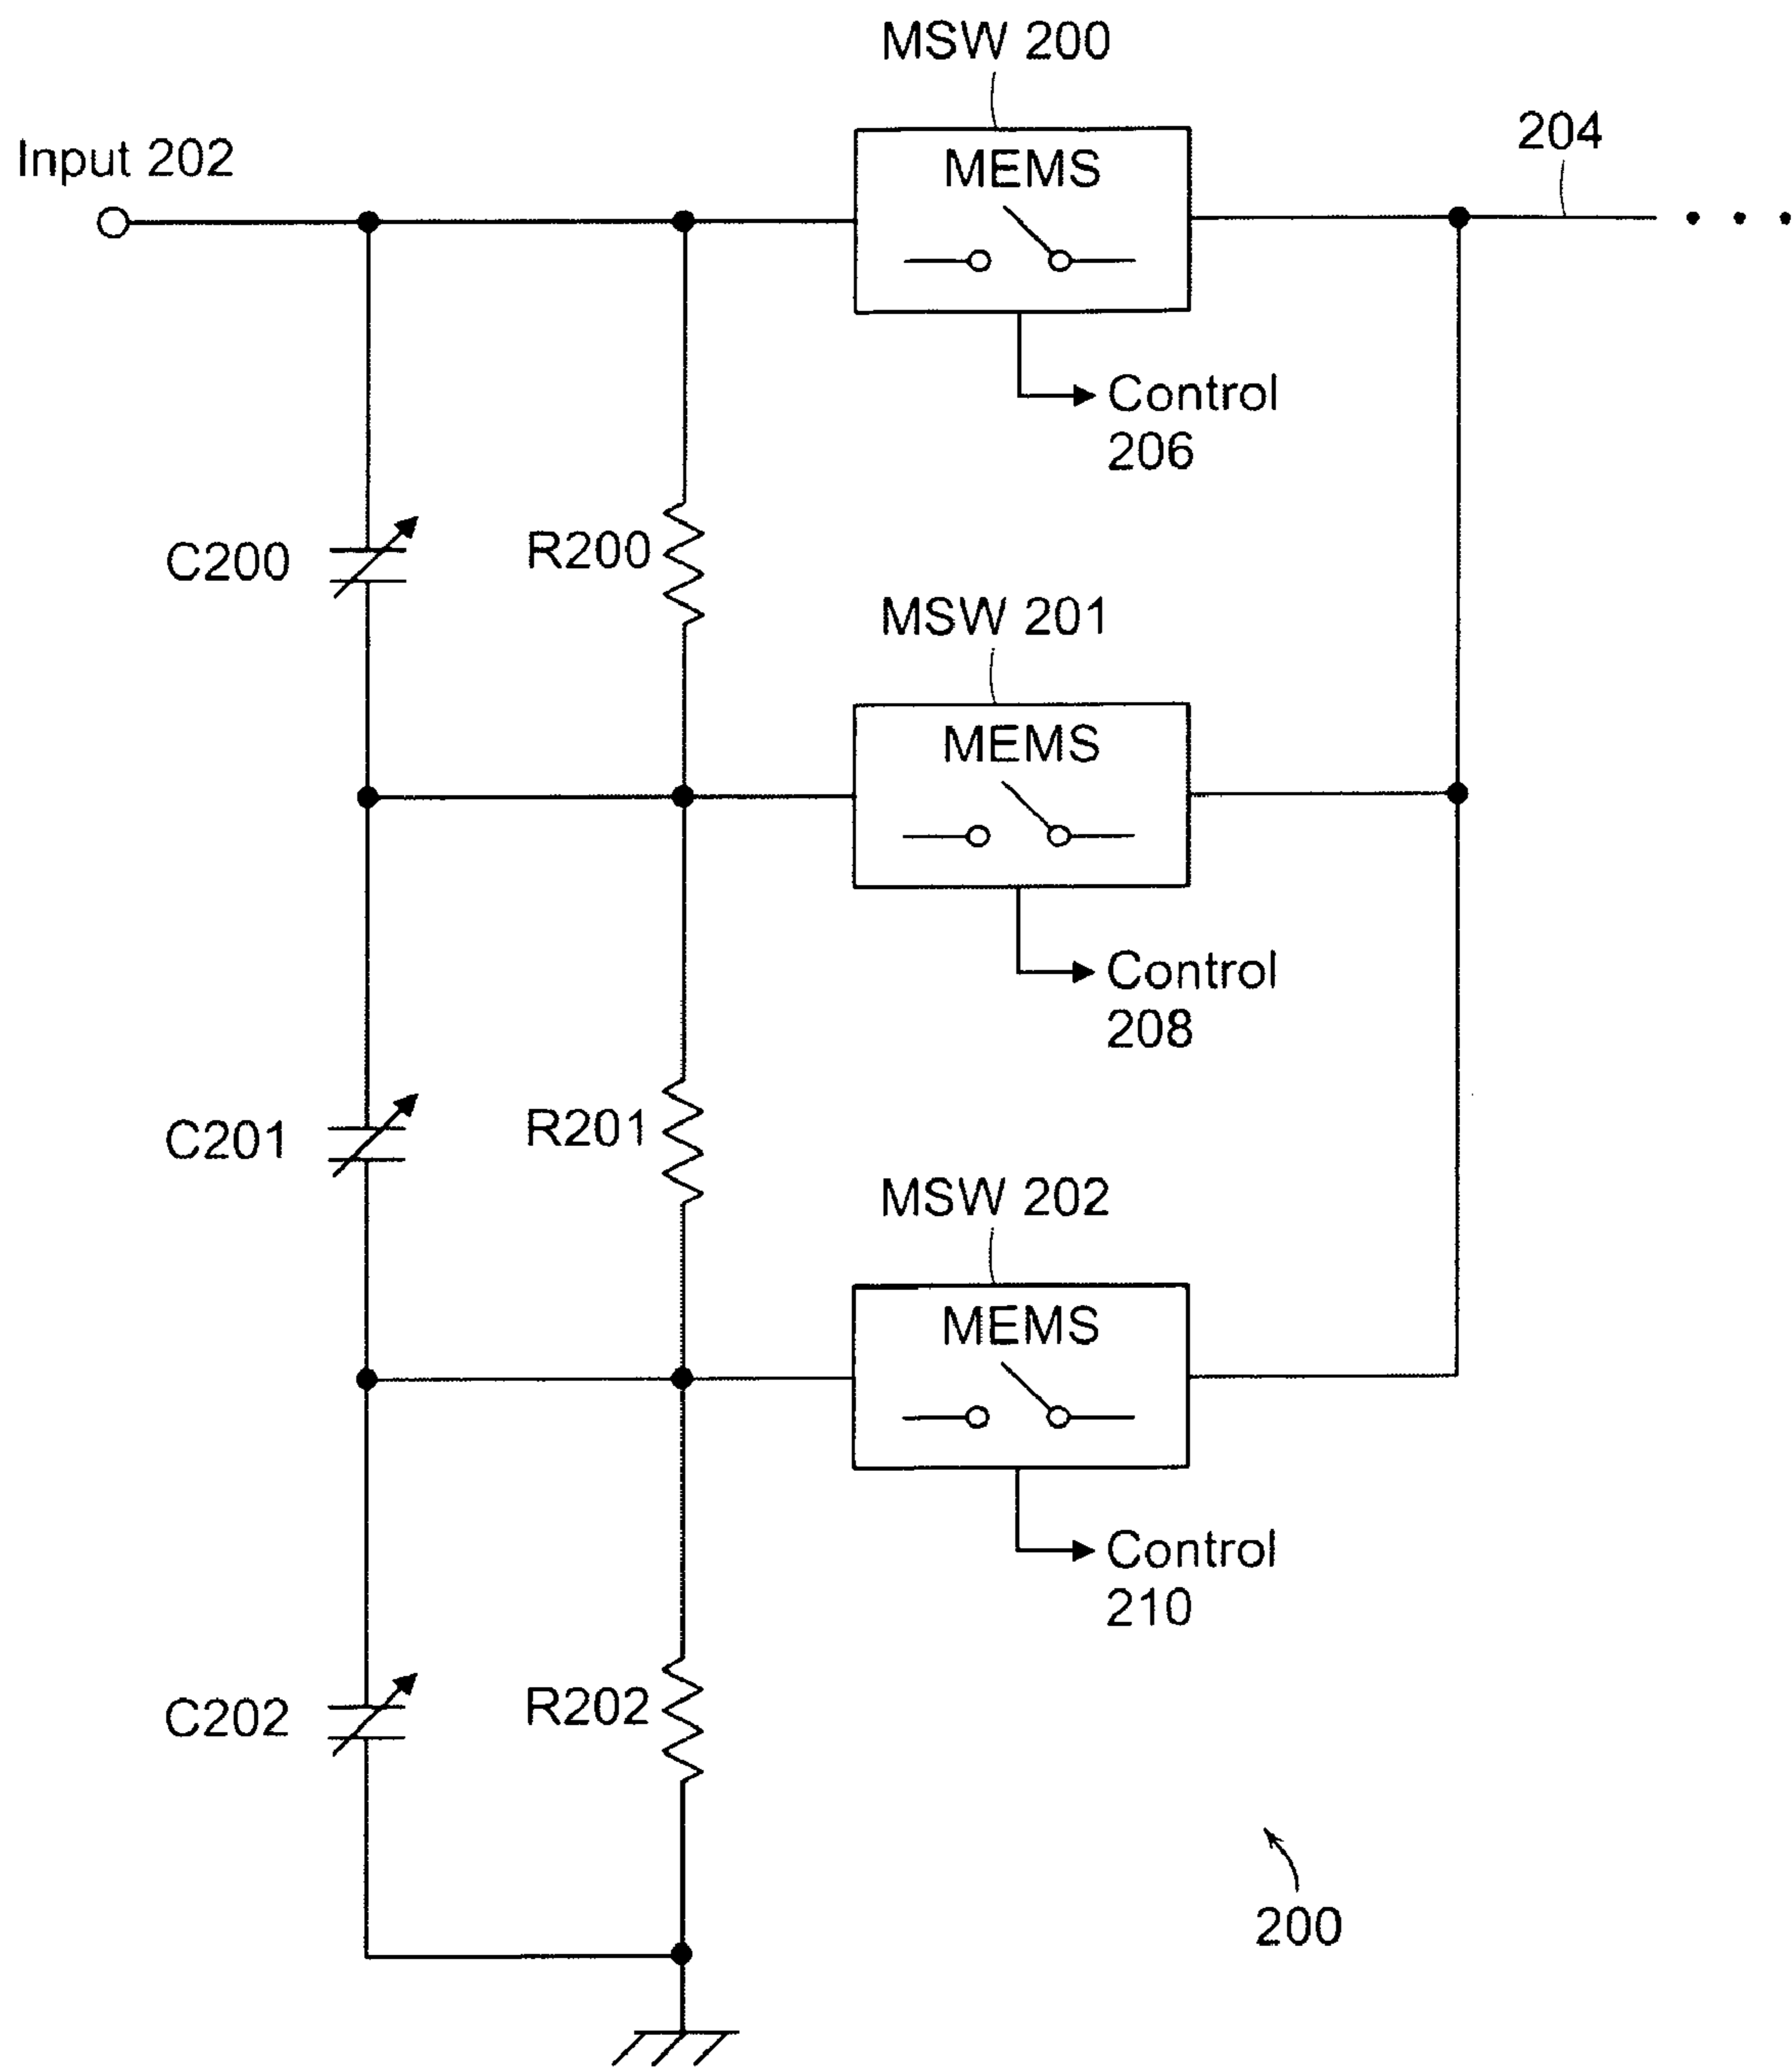 MSW 200
204
Input 202
MEMS
Control
206
C200
R200
MSW 201
MEMS
Control
208
C201
R201
MSW 202
MEMS
Control
210
C202
R202
200